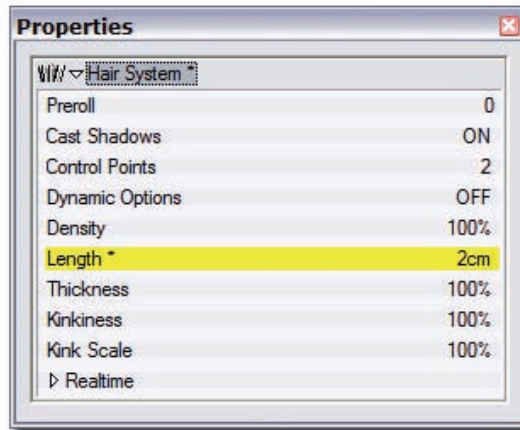 Properties
Hair System *
Preroll 0
Cast Shadows ON
Control Points 2
Dynamic Options OFF
Density 100%
Length * 2cm
Thickness 100%
Kinkiness 100%
Kink Scale 100%
Realtime